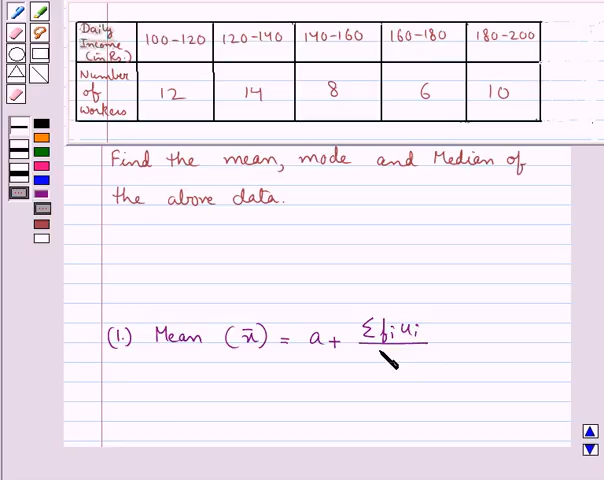 Daily Income (in Rs.) 100-120 120-140 140-160 160-180 180-200
Number of workers 12 14 8 6 10
Find the mean, mode and Median of
the above data.
(1.) Mean (x̄) = a + Σfiui